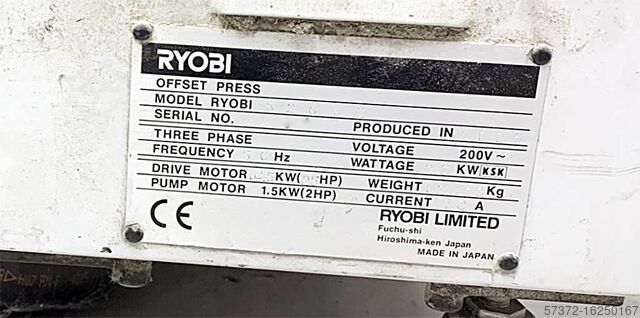 RYOBI
OFFSET PRESS
MODEL RYOBI
SERIAL NO. PRODUCED IN
THREE PHASE VOLTAGE 200V~
FREQUENCY Hz WATTAGE KW KSK
DRIVE MOTOR KW( HP) WEIGHT Kg
PUMP MOTOR 1.5KW(2HP) CURRENT A
CE RYOBI LIMITED
Fuchu-shi
Hiroshima-ken Japan
MADE IN JAPAN
57372-16250167